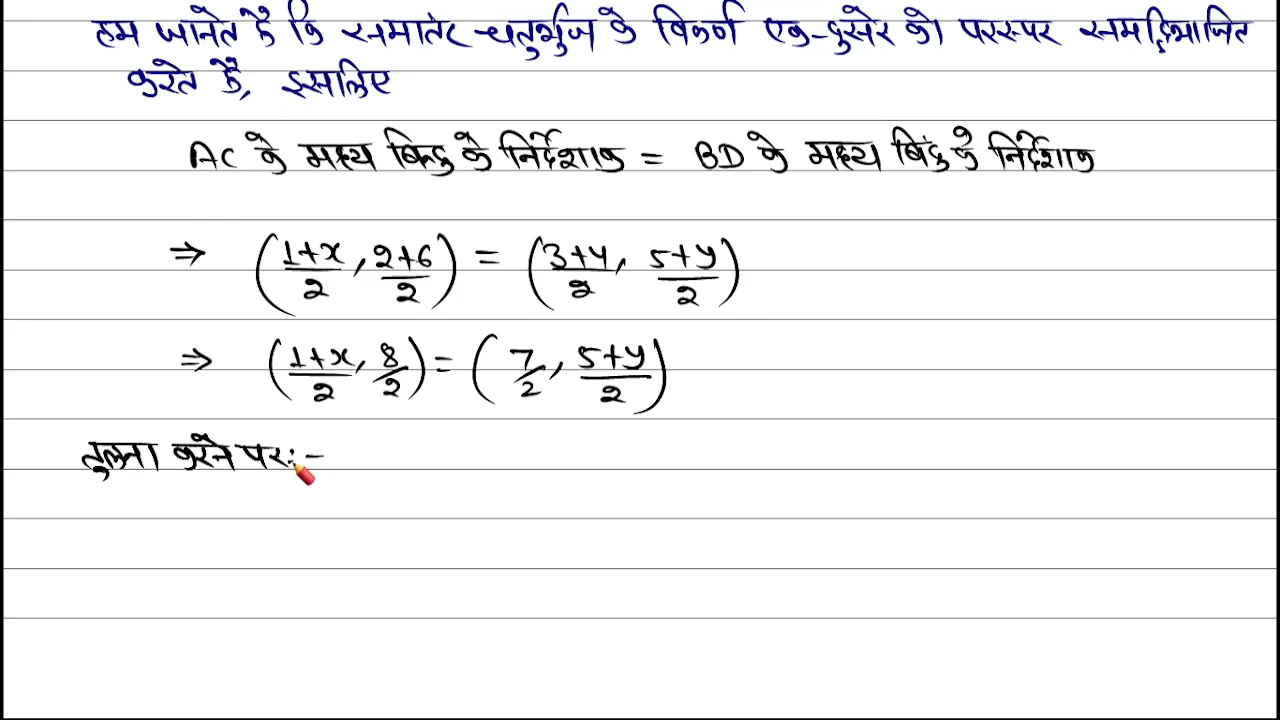 हम जानते है कि समातंर चतुर्भुज के विकर्ण एक-दुसरे को परस्पर समद्विभाजित
करते है, इसलिए
AC के मध्य बिन्दु के निर्देशाक = BD के मध्य बिंदु के निर्देशाक
⇒ (1+x/2, 2+6/2) = (3+4/2, 5+y/2)
⇒ (1+x/2, 8/2) = (7/2, 5+y/2)
तुलना करने पर:-